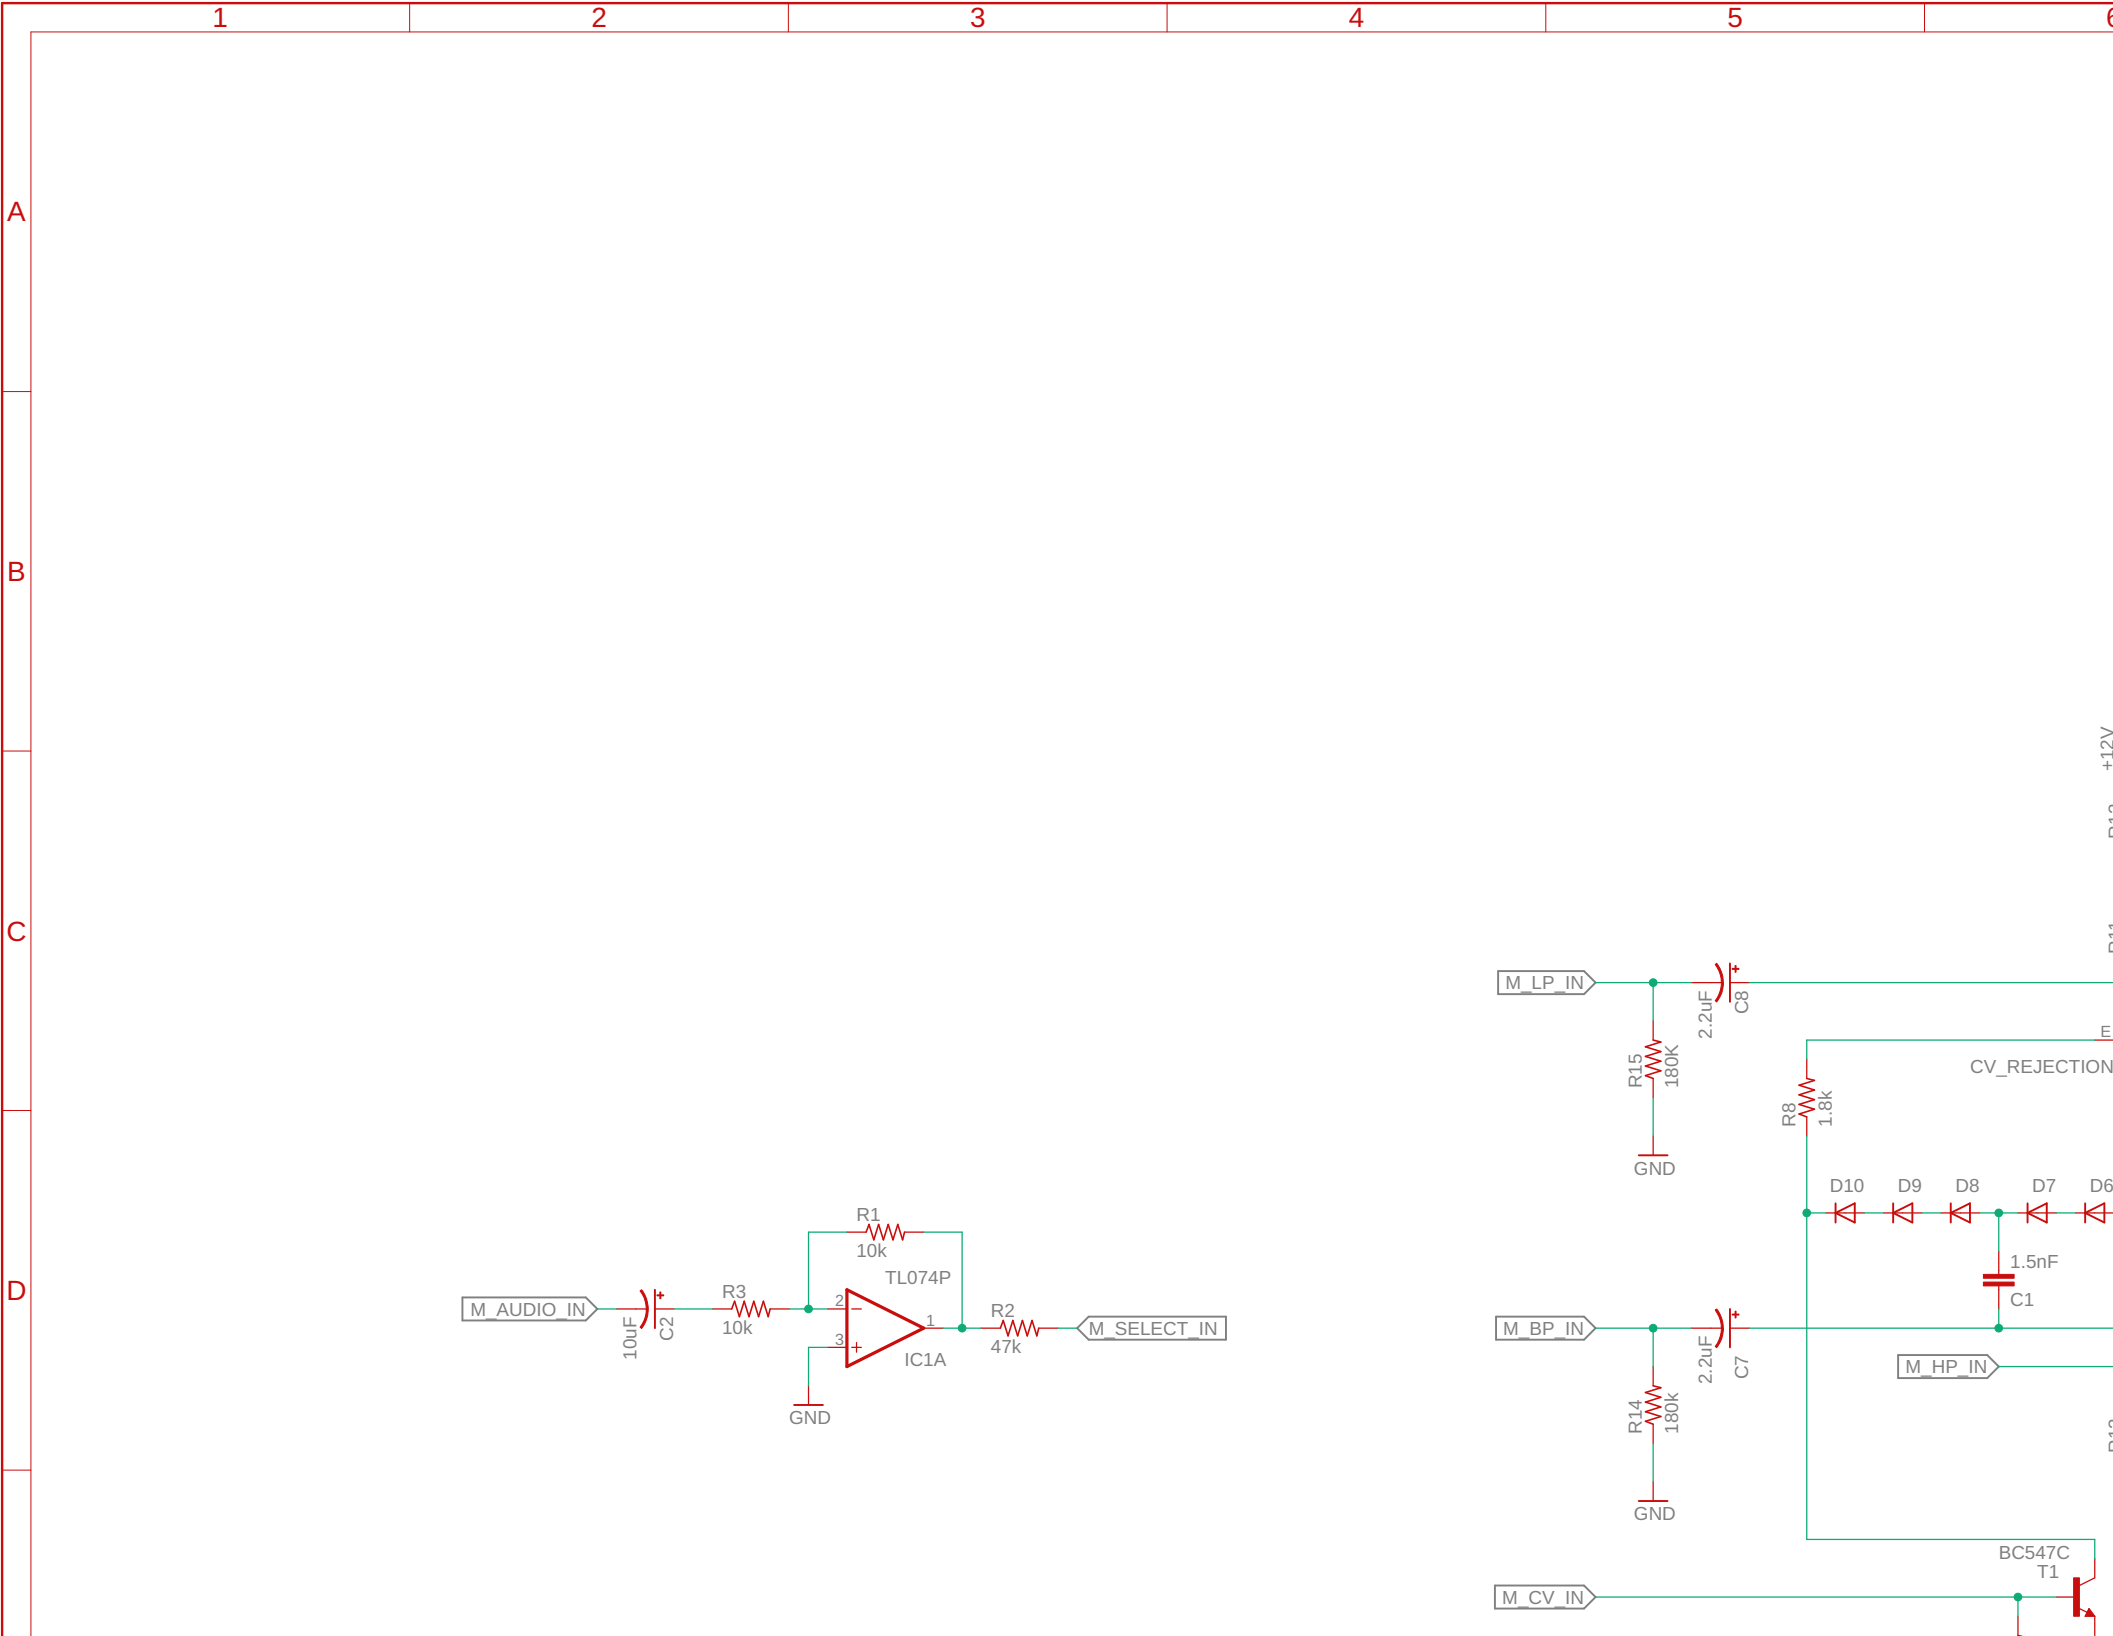 1 2 3 4 5
A
B
+12V
C
M_LP_IN
2.2uF
C8
E
CV_REJECTION
R15
180K
R8
1.8k
GND
D10 D9 D8 D7 D6
R1
10k
TL074P
1.5nF
C1
D
M_AUDIO_IN
10uF
C2
R3
10k
2
3
1
IC1A
R2
47k
M_SELECT_IN
GND
M_BP_IN
2.2uF
C7
M_HP_IN
R14
180k
GND
BC547C
T1
M_CV_IN